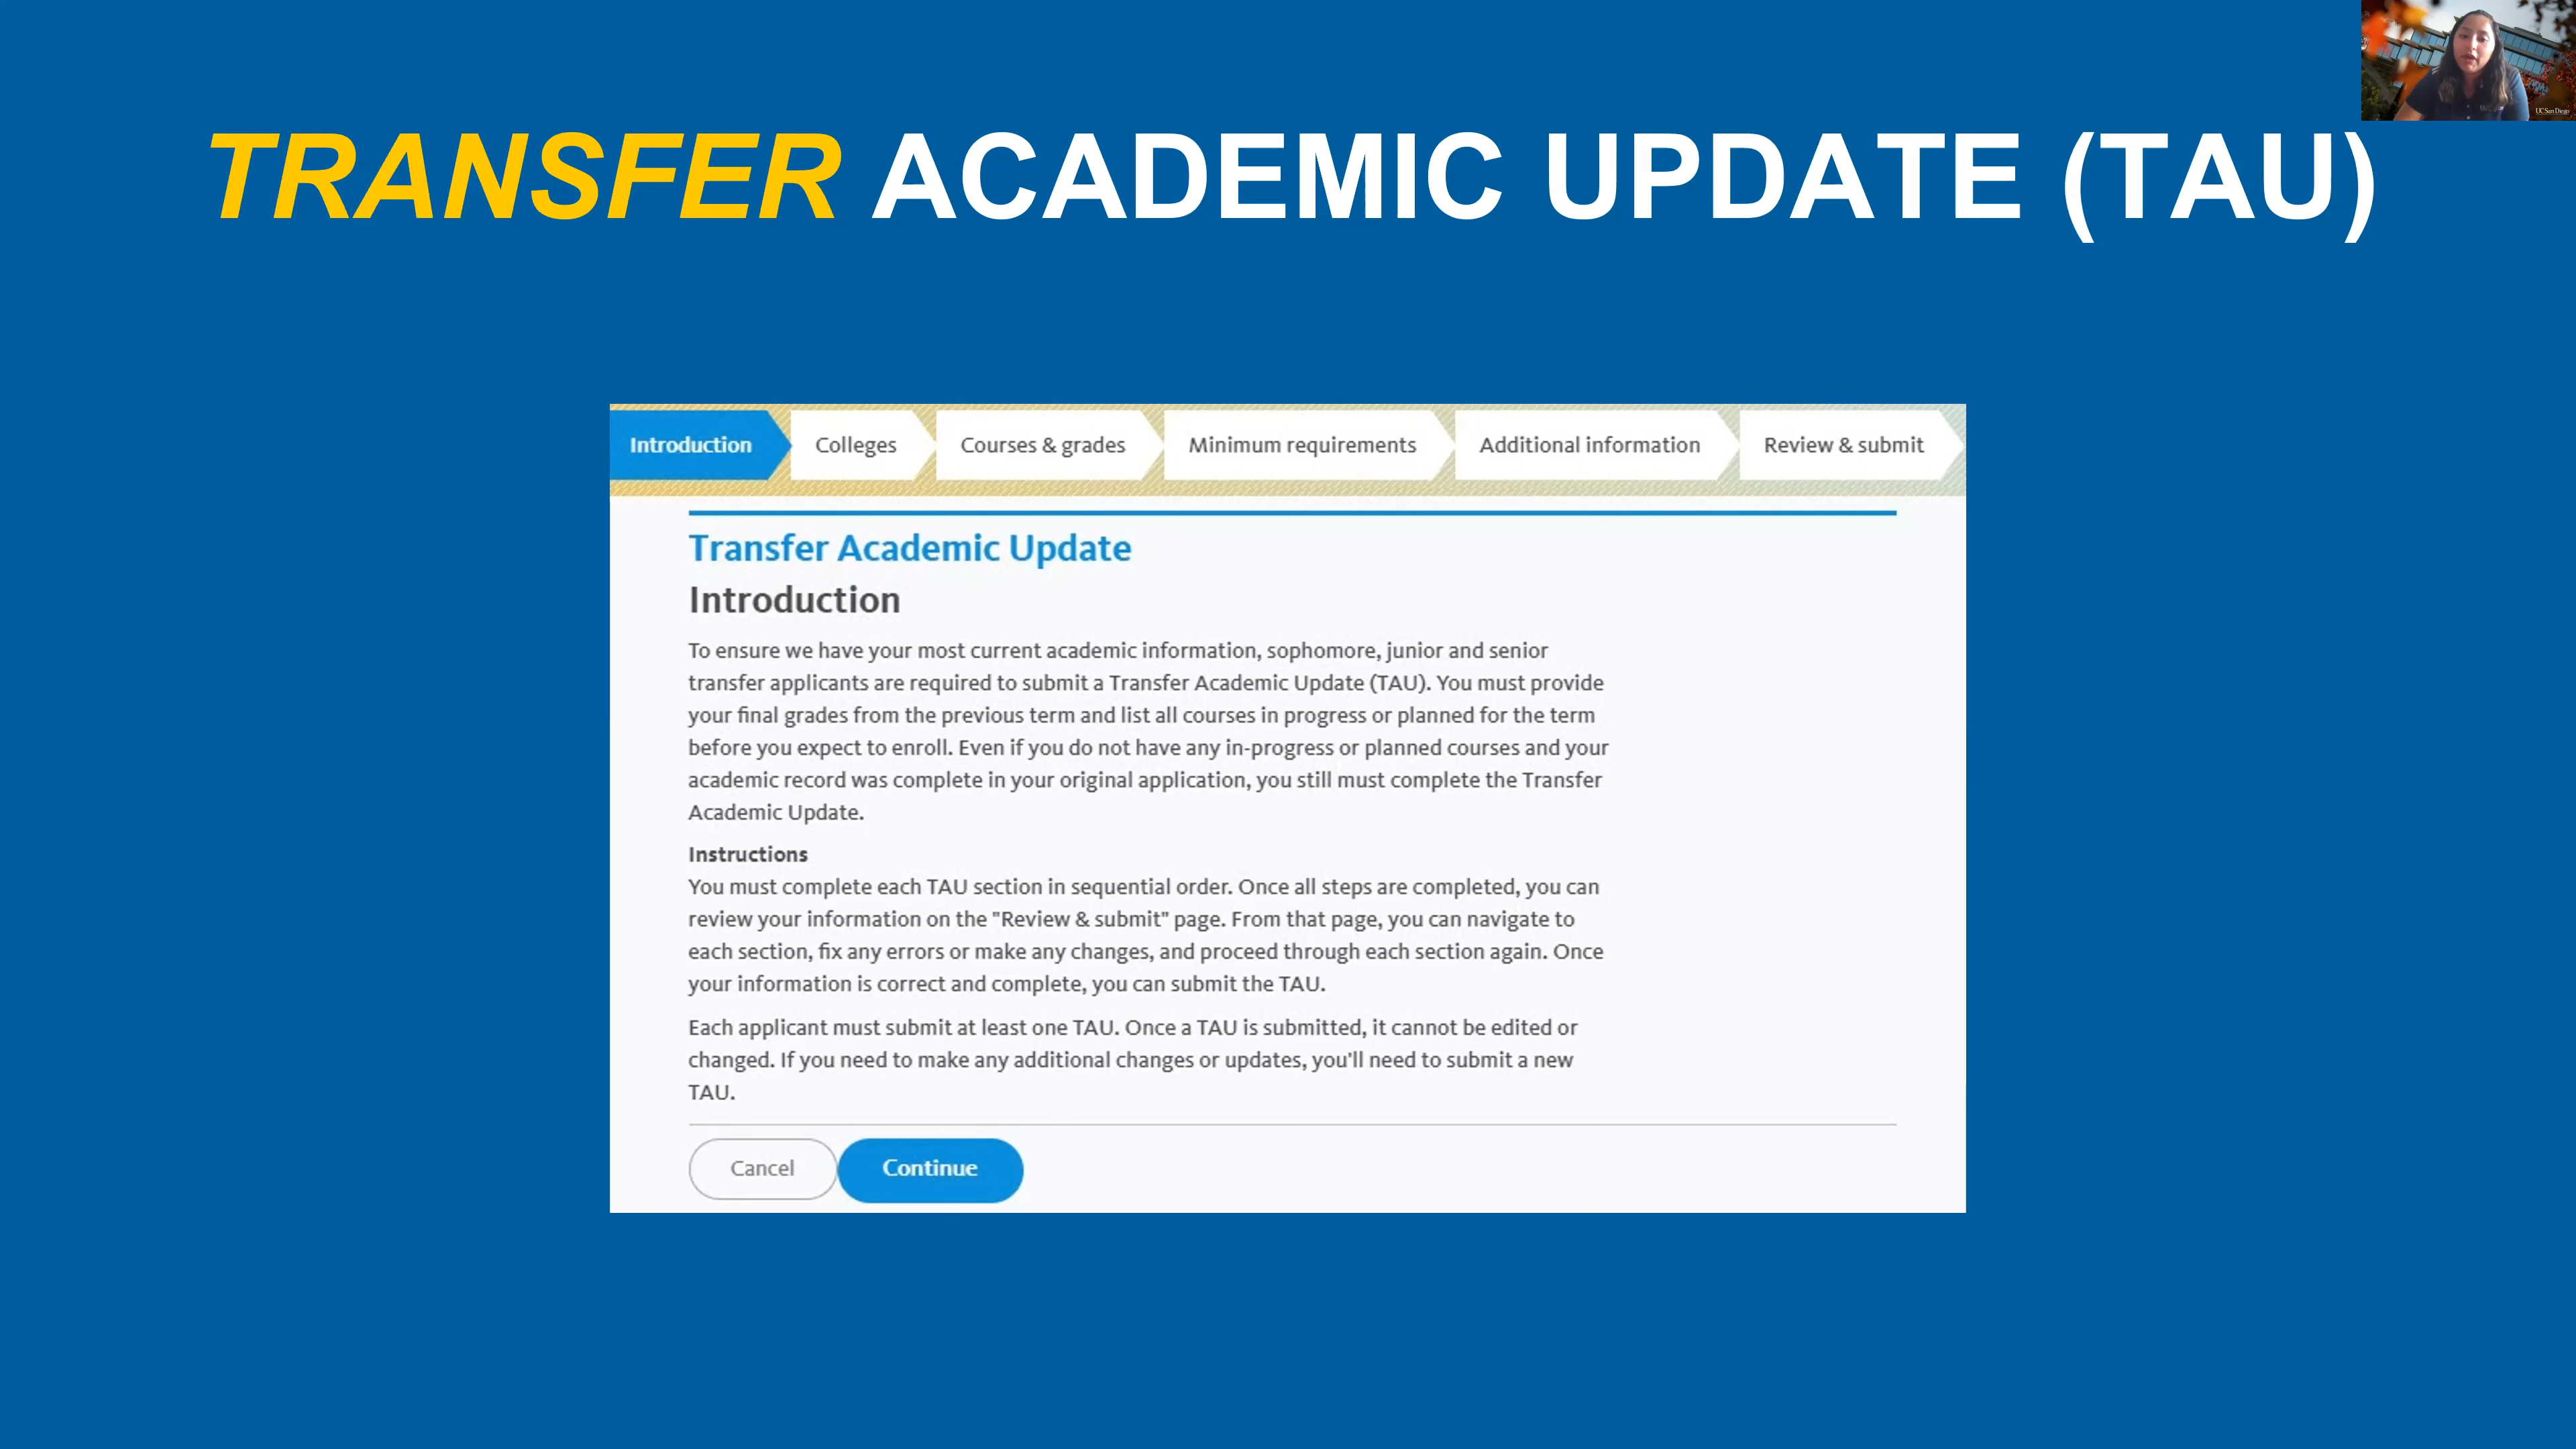 UC San Diego
TRANSFER ACADEMIC UPDATE (TAU)
Introduction
Colleges
Courses & grades
Minimum requirements
Additional information
Review & submit
Transfer Academic Update
Introduction
To ensure we have your most current academic information, sophomore, junior and senior
transfer applicants are required to submit a Transfer Academic Update (TAU). You must provide
your final grades from the previous term and list all courses in progress or planned for the term
before you expect to enroll. Even if you do not have any in-progress or planned courses and your
academic record was complete in your original application, you still must complete the Transfer
Academic Update.
Instructions
You must complete each TAU section in sequential order. Once all steps are completed, you can
review your information on the "Review & submit" page. From that page, you can navigate to
each section, fix any errors or make any changes, and proceed through each section again. Once
your information is correct and complete, you can submit the TAU.
Each applicant must submit at least one TAU. Once a TAU is submitted, it cannot be edited or
changed. If you need to make any additional changes or updates, you'll need to submit a new
TAU.
Cancel
Continue